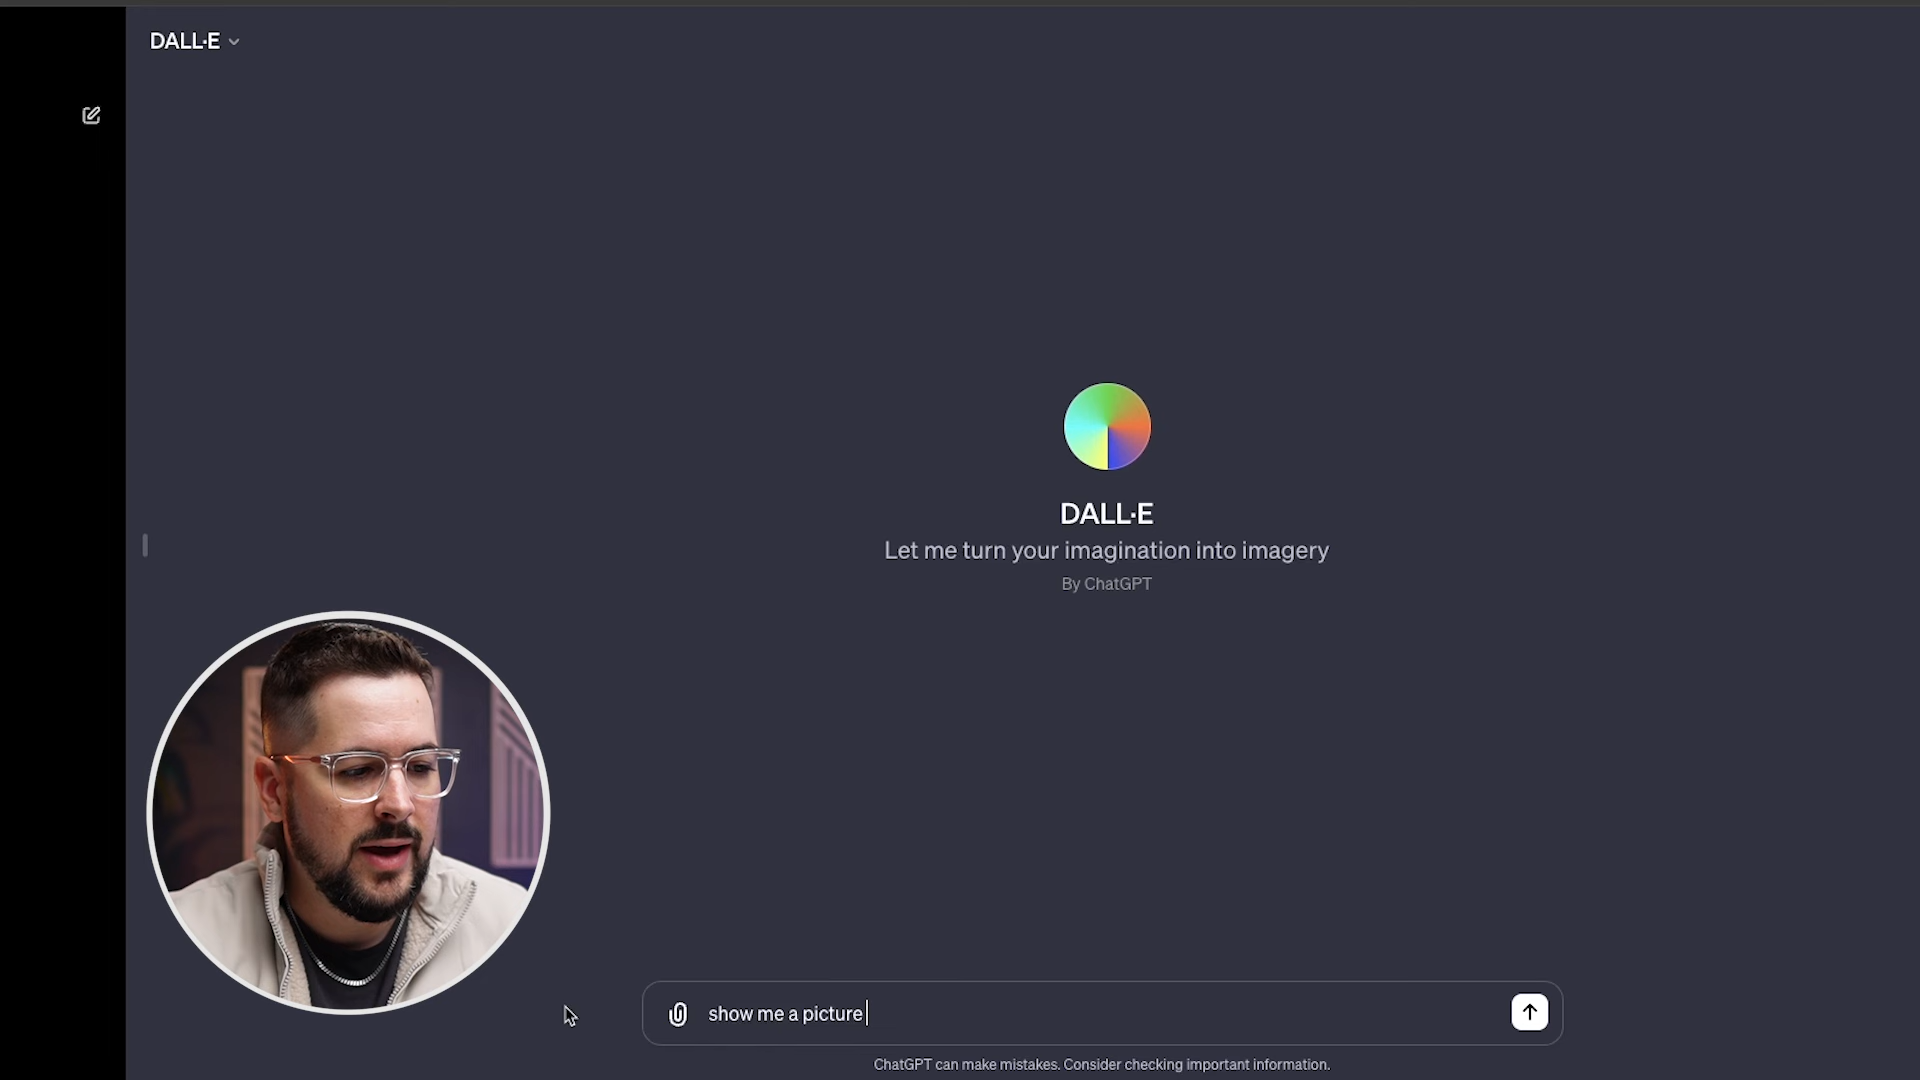 DALL·E
DALL·E
Let me turn your imagination into imagery
By ChatGPT
show me a picture
ChatGPT can make mistakes. Consider checking important information.